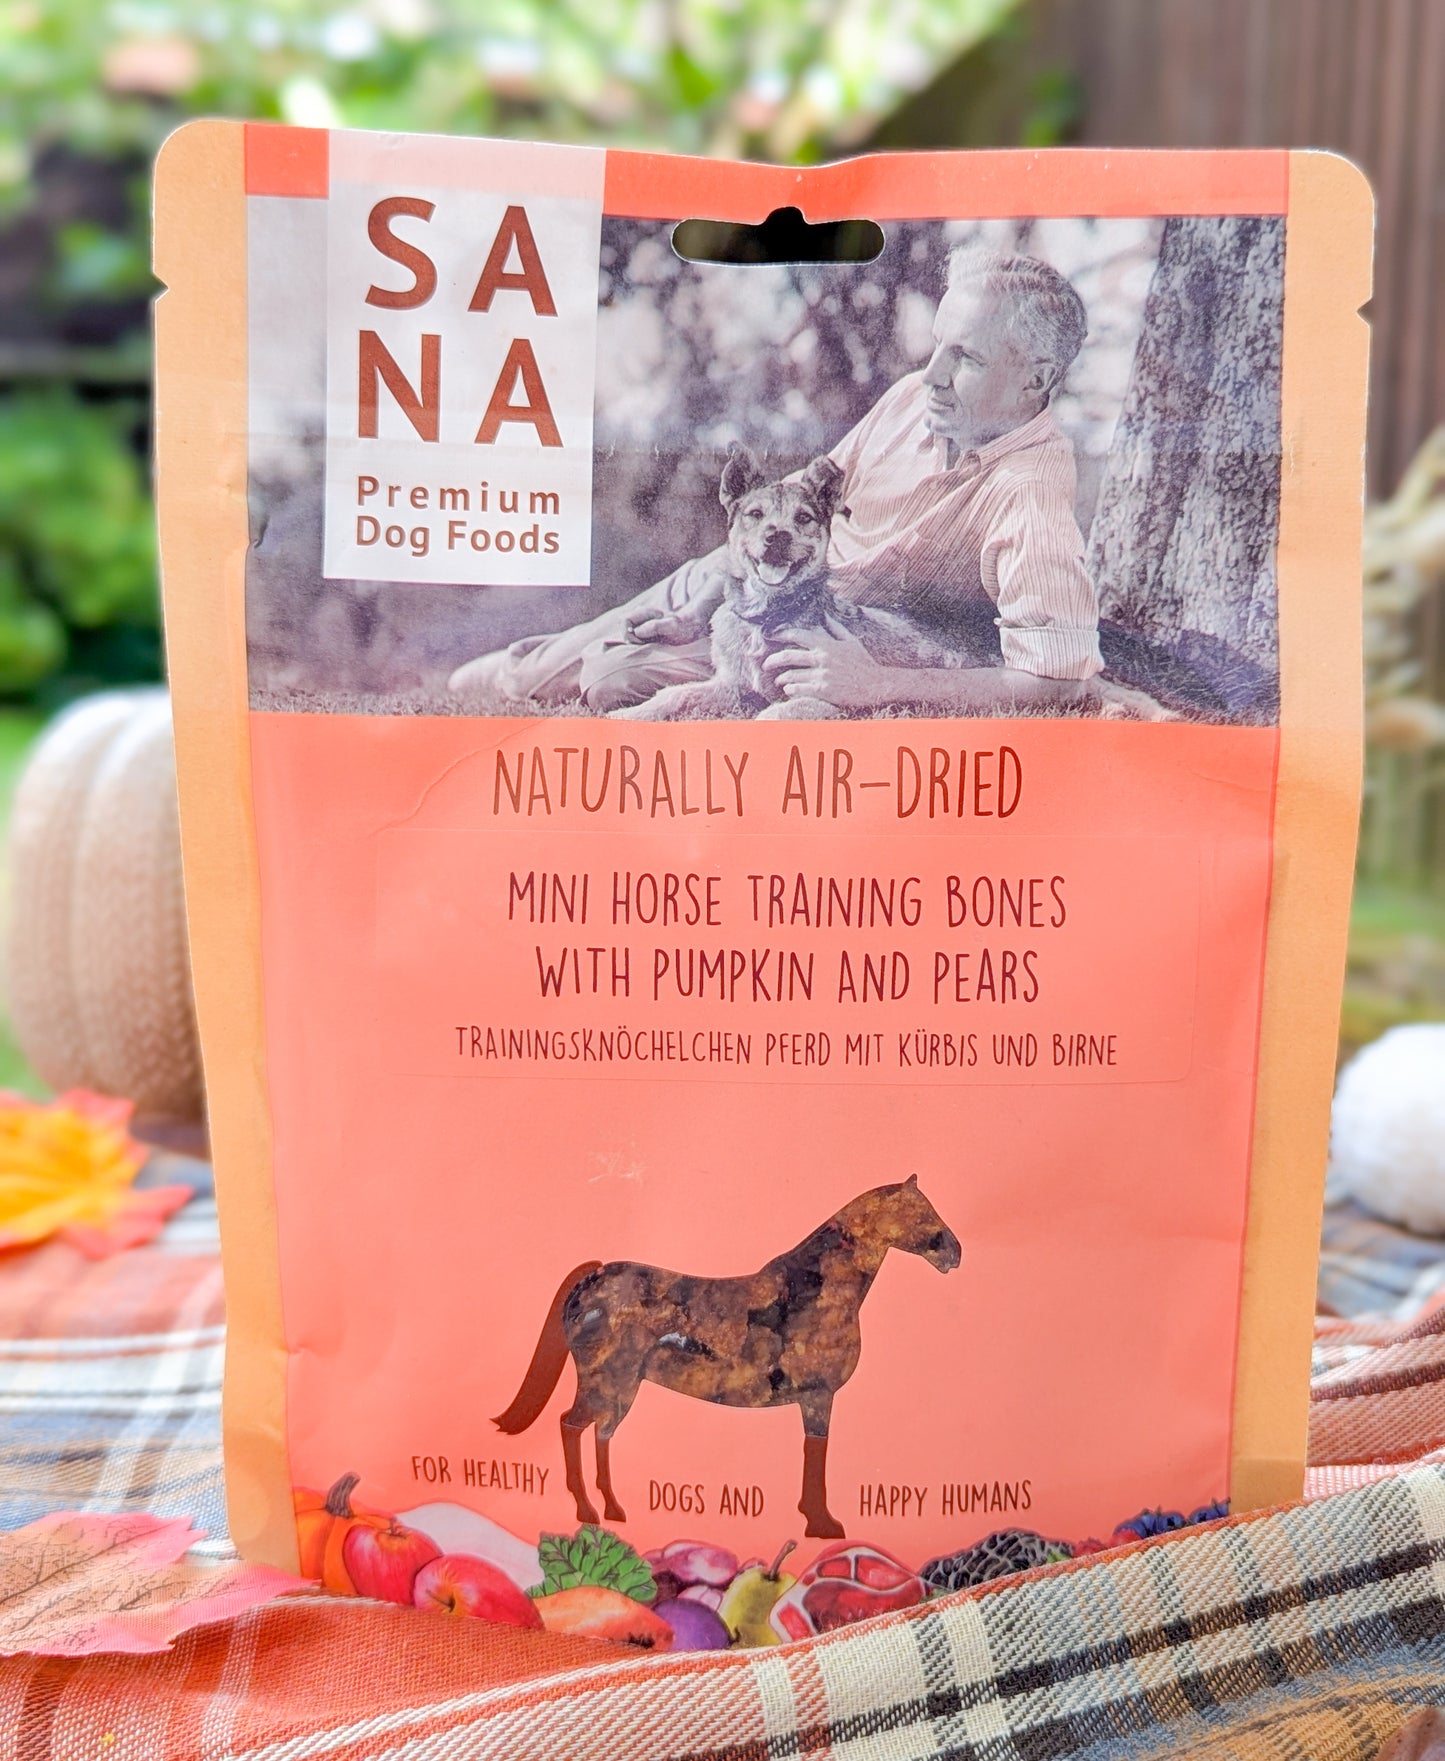 SA
NA
Premium
Dog Foods
NATURALLY AIR-DRIED
MINI HORSE TRAINING BONES
WITH PUMPKIN AND PEARS
TRAININGSKNÖCHELCHEN PFERD MIT KÜRBIS UND BIRNE
FOR HEALTHY DOGS AND HAPPY HUMANS